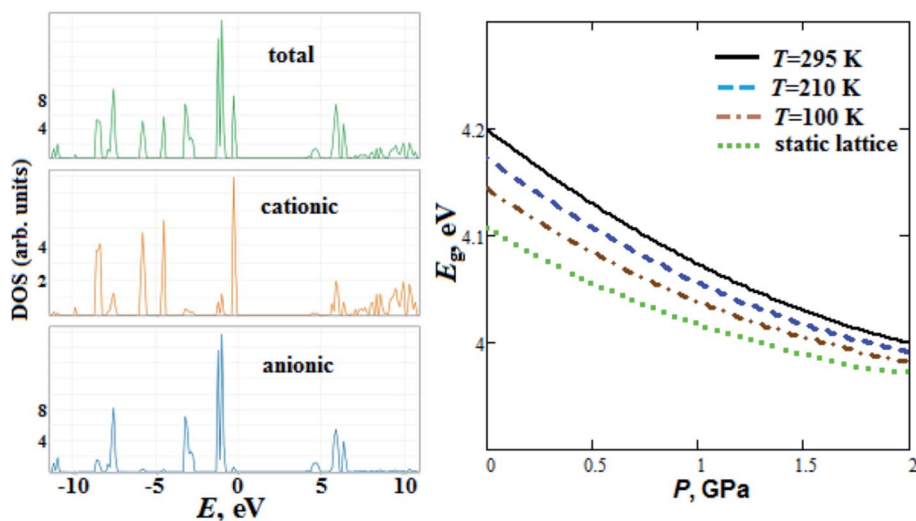 total
8
4
cationic
DOS (arb. units)
4
2
anionic
8
4
-10 -5 0 5 10
E, eV
T=295 K
T=210 K
T=100 K
static lattice
4.2
4.1
4
Eg, eV
0 0.5 1 1.5 2
P, GPa